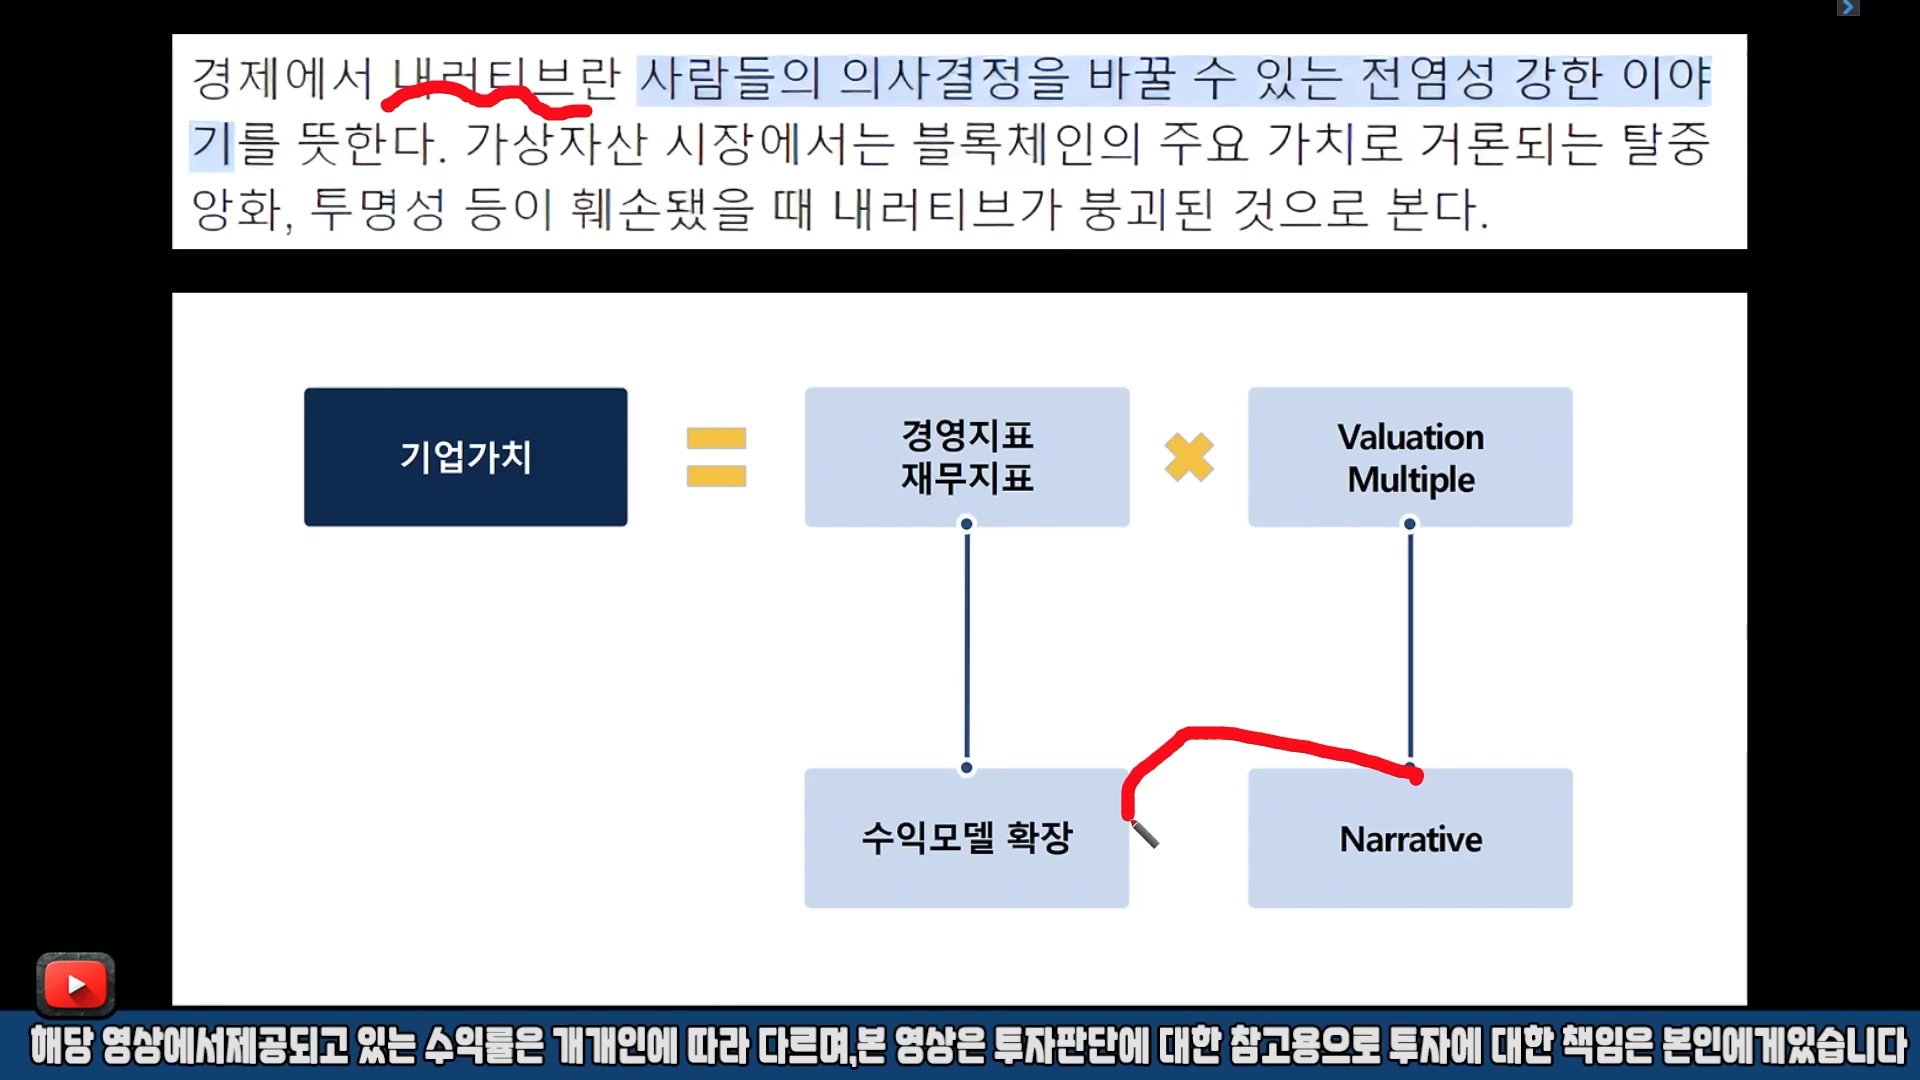 경제에서 내러티브란 사람들의 의사결정을 바꿀 수 있는 전염성 강한 이야
기를 뜻한다. 가상자산 시장에서는 블록체인의 주요 가치로 거론되는 탈중
앙화, 투명성 등이 훼손됐을 때 내러티브가 붕괴된 것으로 본다.
기업가치
경영지표
재무지표
Valuation
Multiple
수익모델 확장
Narrative
해당 영상에서제공되고 있는 수익률은 개개인에 따라 다르며,본 영상은 투자판단에 대한 참고용으로 투자에 대한 책임은 본인에게있습니다